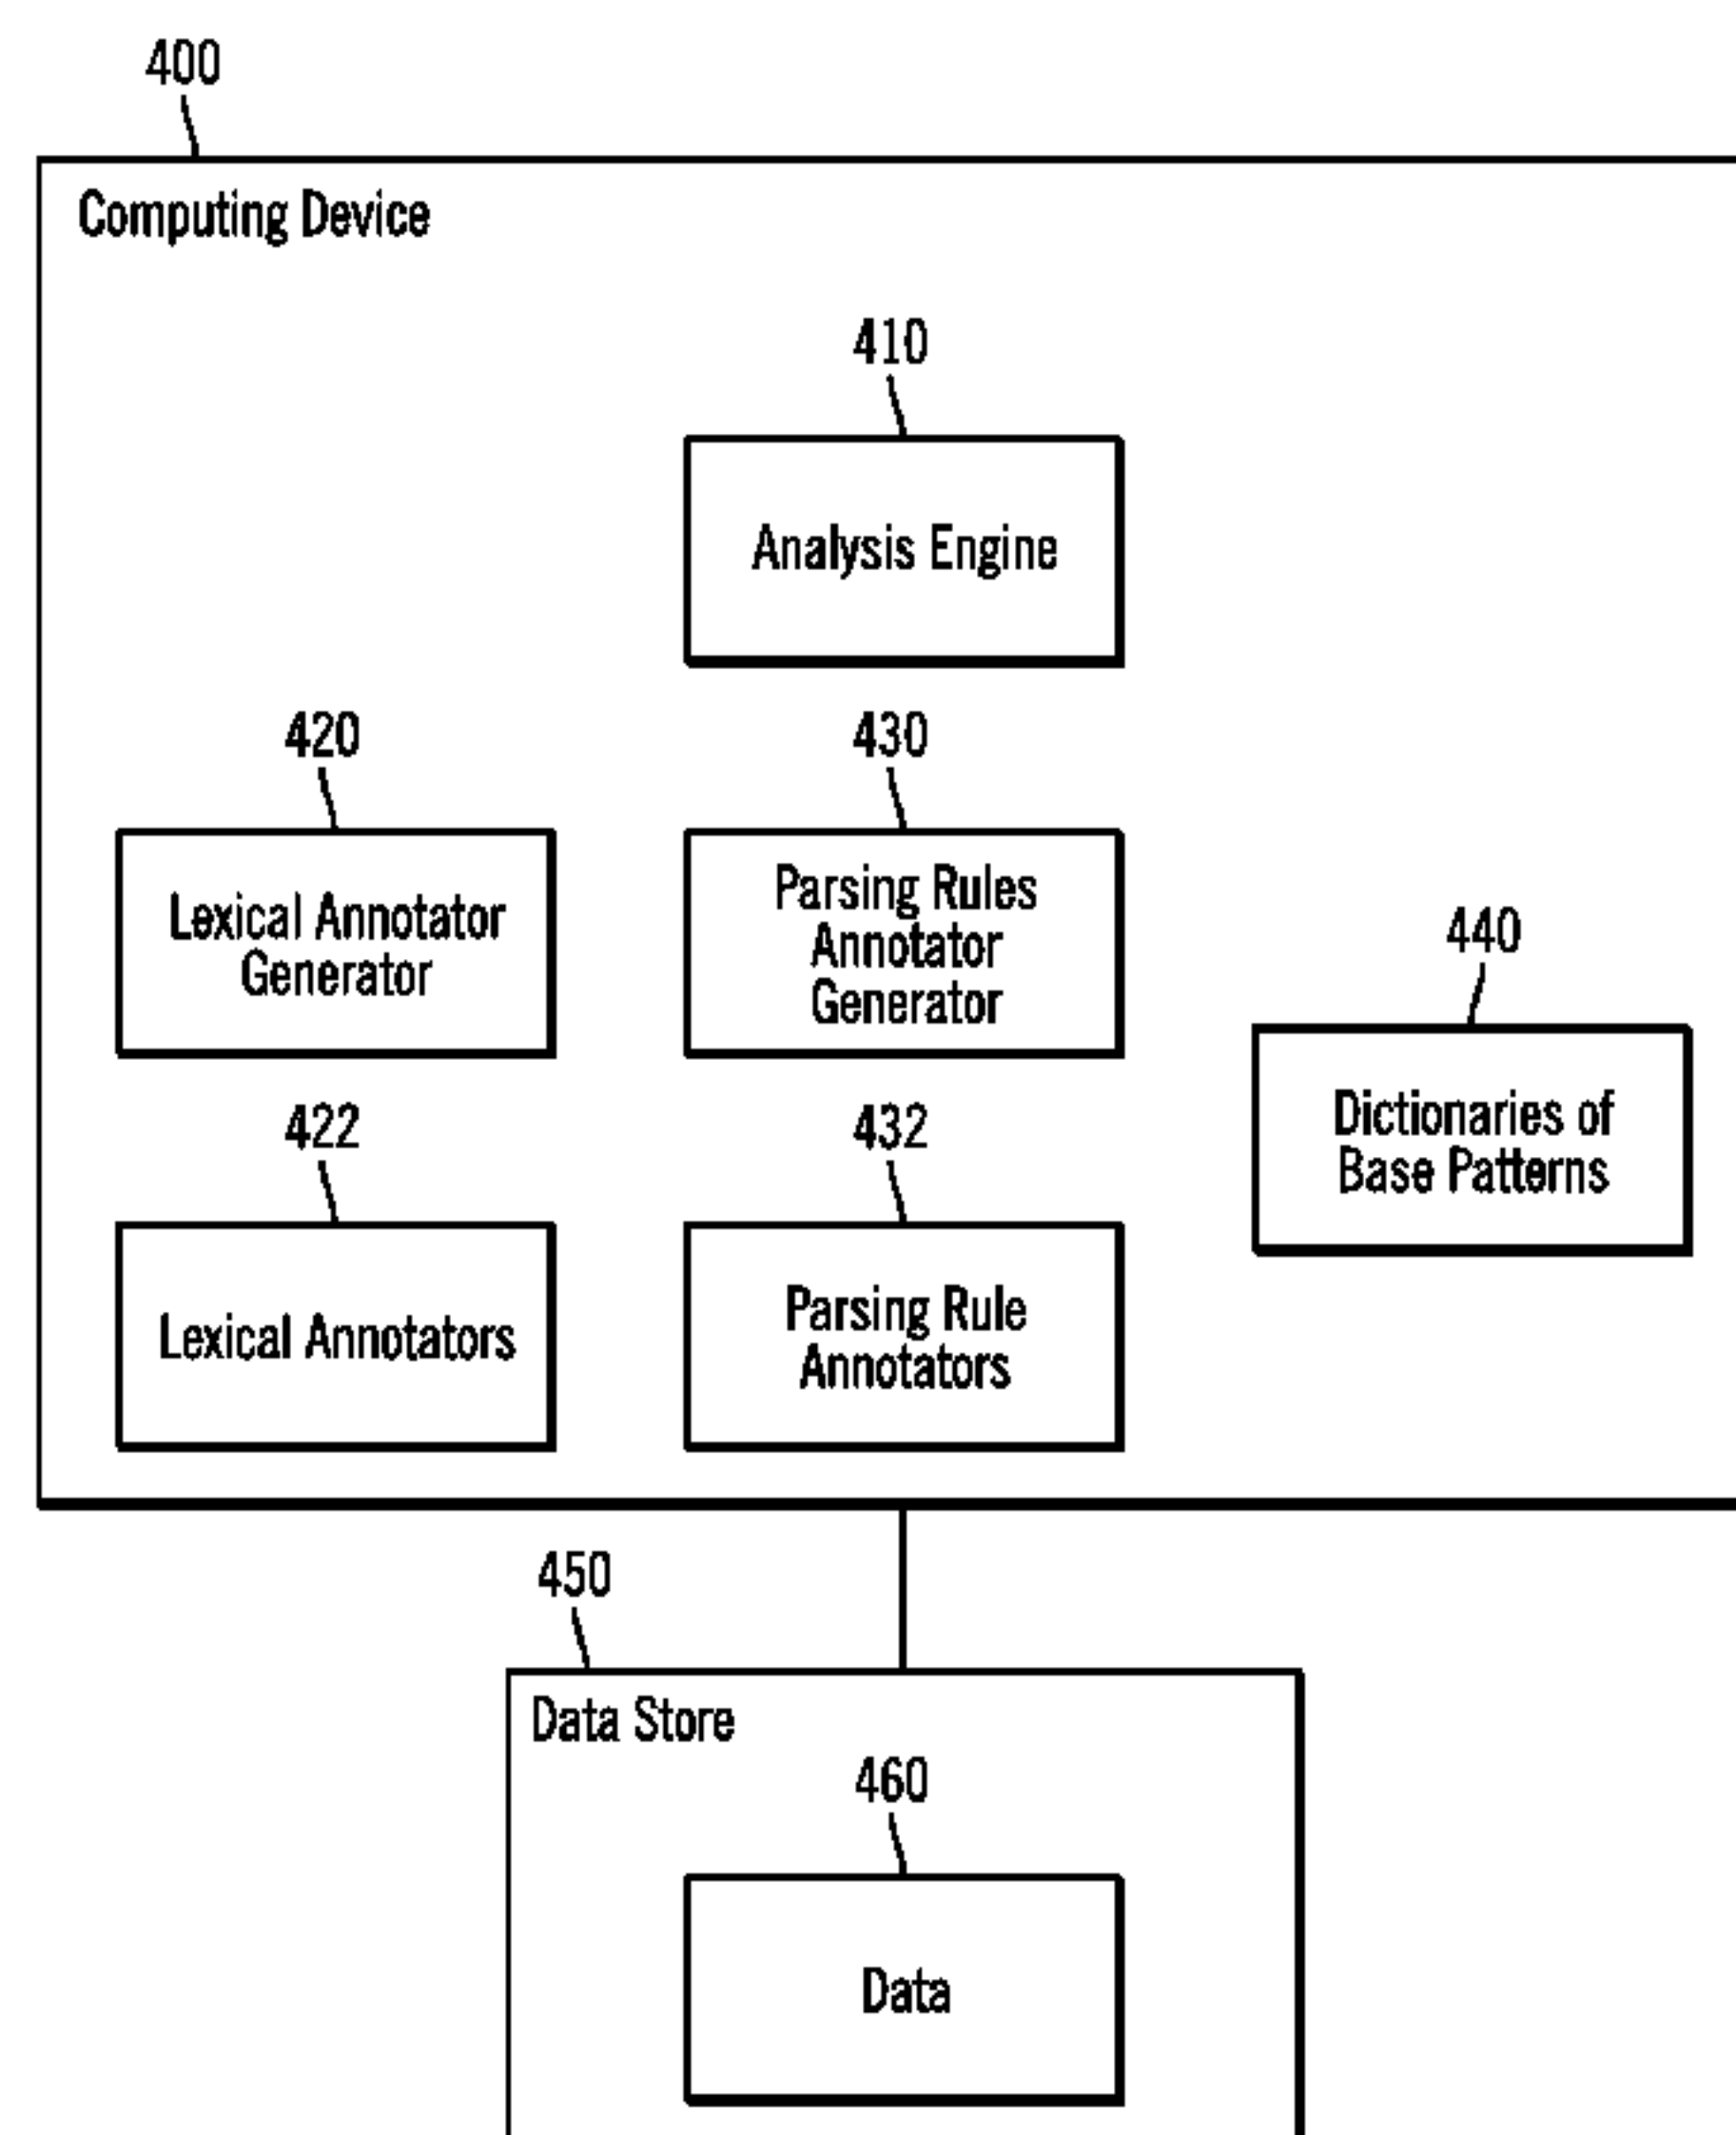 400
Computing Device
410
Analysis Engine
420
Lexical Annotator
Generator
430
Parsing Rules
Annotator
Generator
440
Dictionaries of
Base Patterns
422
Lexical Annotators
432
Parsing Rule
Annotators
450
Data Store
460
Data